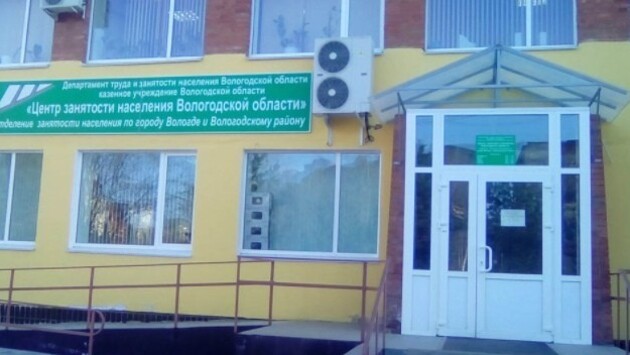 Департамент труда и занятости населения Вологодской области
казенное учреждение Вологодской области
«Центр занятости населения Вологодской области»
тделение занятости населения по городу Вологде и Вологодскому району